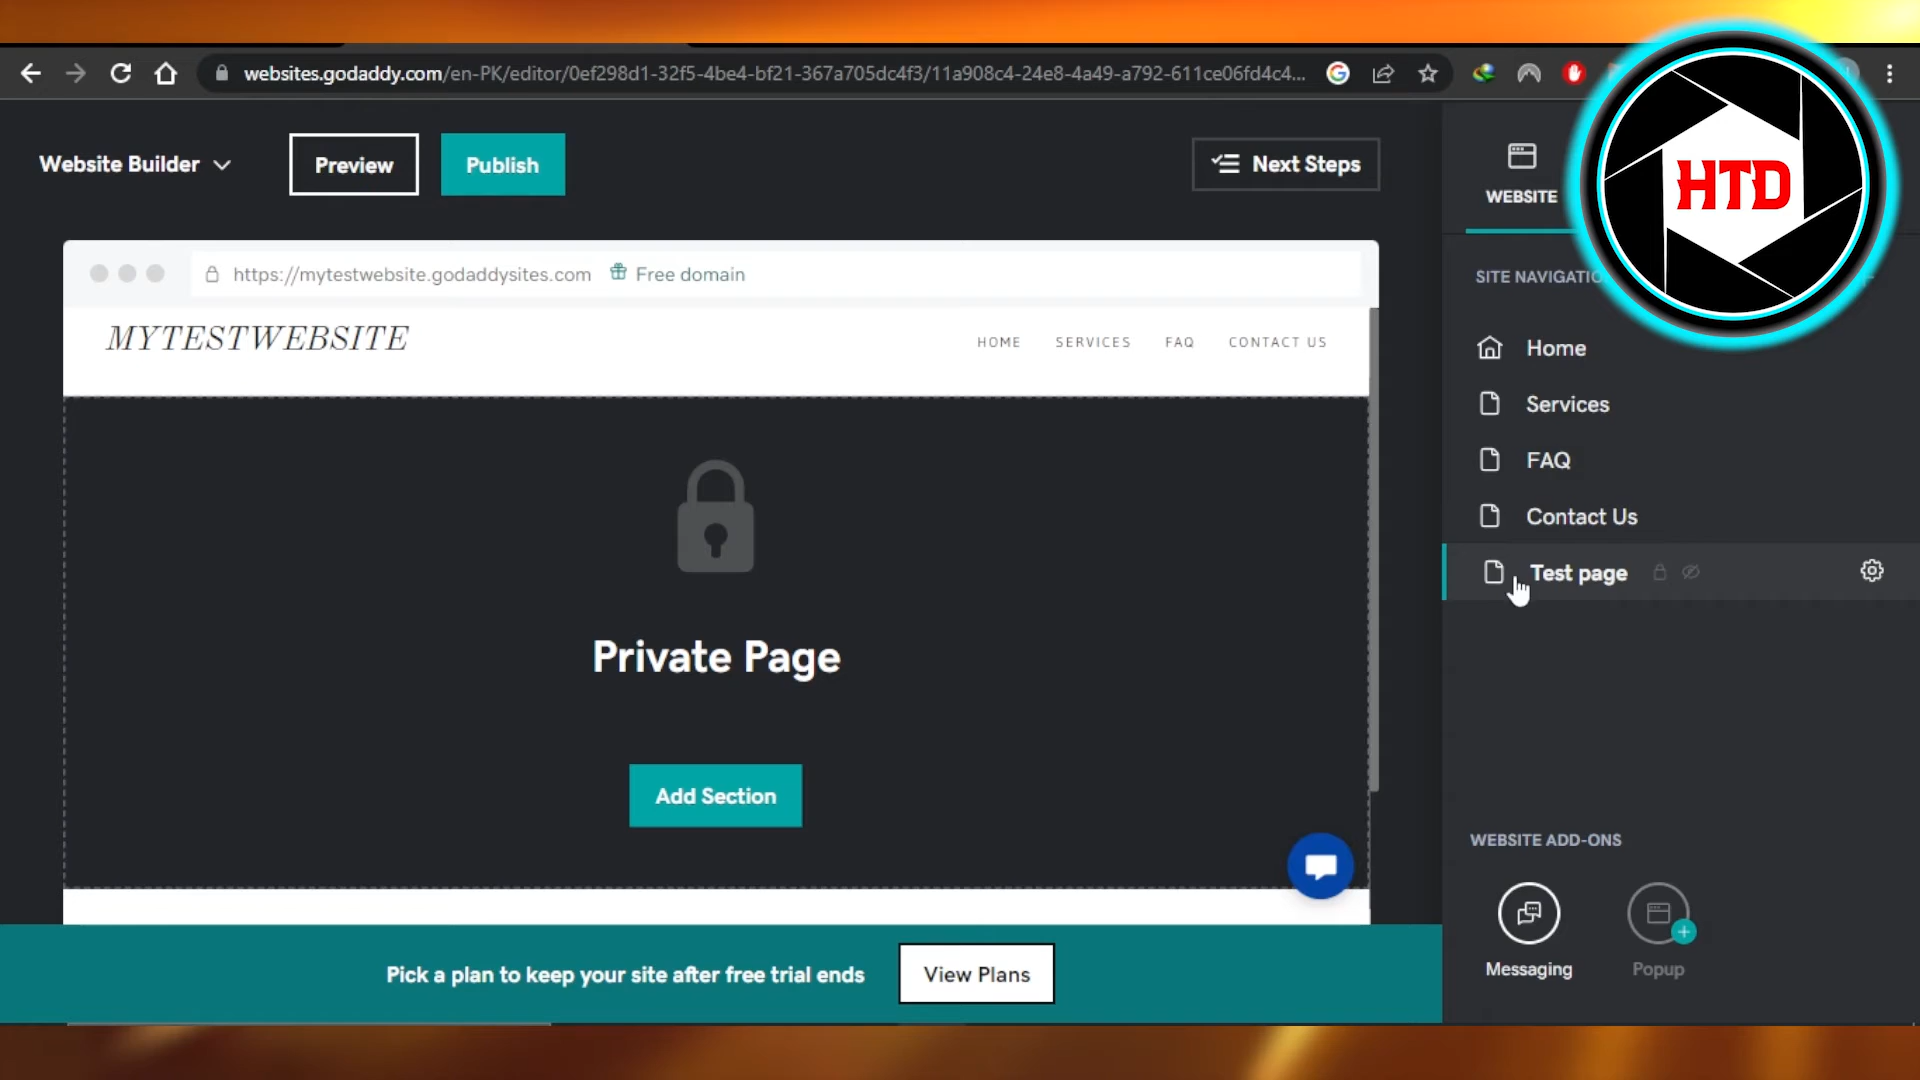 websites.godaddy.com/en-PK/editor/0ef298d1-32f5-4be4-bf21-367a705dc4f3/11a908c4-24e8-4a49-a792-611ce06fd4c4...
Website Builder
Preview
Publish
Next Steps
WEBSITE
HTD
https://mytestwebsite.godaddysites.com
Free domain
SITE NAVIGATIO
MYTESTWEBSITE
HOME
SERVICES
FAQ
CONTACT US
Home
Services
FAQ
Contact Us
Test page
Private Page
Add Section
WEBSITE ADD-ONS
Messaging
Popup
Pick a plan to keep your site after free trial ends
View Plans